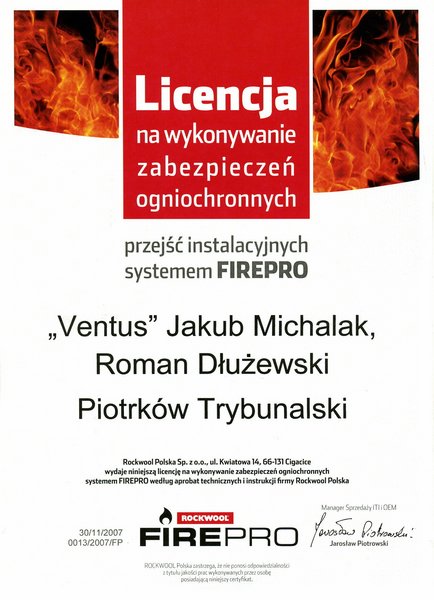 Licencja
na wykonywanie
zabezpieczeń
ogniochronnych
przejść instalacyjnych
systemem FIREPRO
„Ventus” Jakub Michalak,
Roman Dłużewski
Piotrków Trybunalski
Rockwool Polska Sp. z o.o., ul. Kwiatowa 14, 66-131 Cigacice
wydaje niniejszą licencję na wykonywanie zabezpieczeń ogniochronnych
systemem FIREPRO według aprobat technicznych i instrukcji firmy Rockwool Polska
Manager Sprzedaży ITI i OEM
Jarosław Piotrowski
Jarosław Piotrowski
30/11/2007
0013/2007/FP
ROCKWOOL
FIREPRO
ROCKWOOL Polska zastrzega, że nie ponosi odpowiedzialności
z tytułu jakości prac wykonywanych przez osobę
posiadającą niniejszy certyfikat.